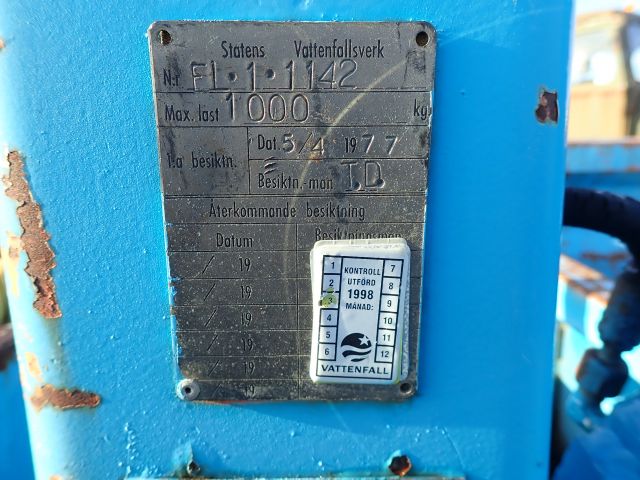 Statens Vattenfallsverk
Nr FL·1·1142
Max. last 1000 kg
1:a besiktn.
Dat. 5/4 1977
Besiktn.-man T.D.
Återkommande besiktning
Datum Besiktningsman
/ 19
/ 19
/ 19
/ 19
/ 19
/ 19
1 KONTROLL 7
2 UTFÖRD 8
3 1998 9
4 MÅNAD: 10
5 11
6 12
VATTENFALL